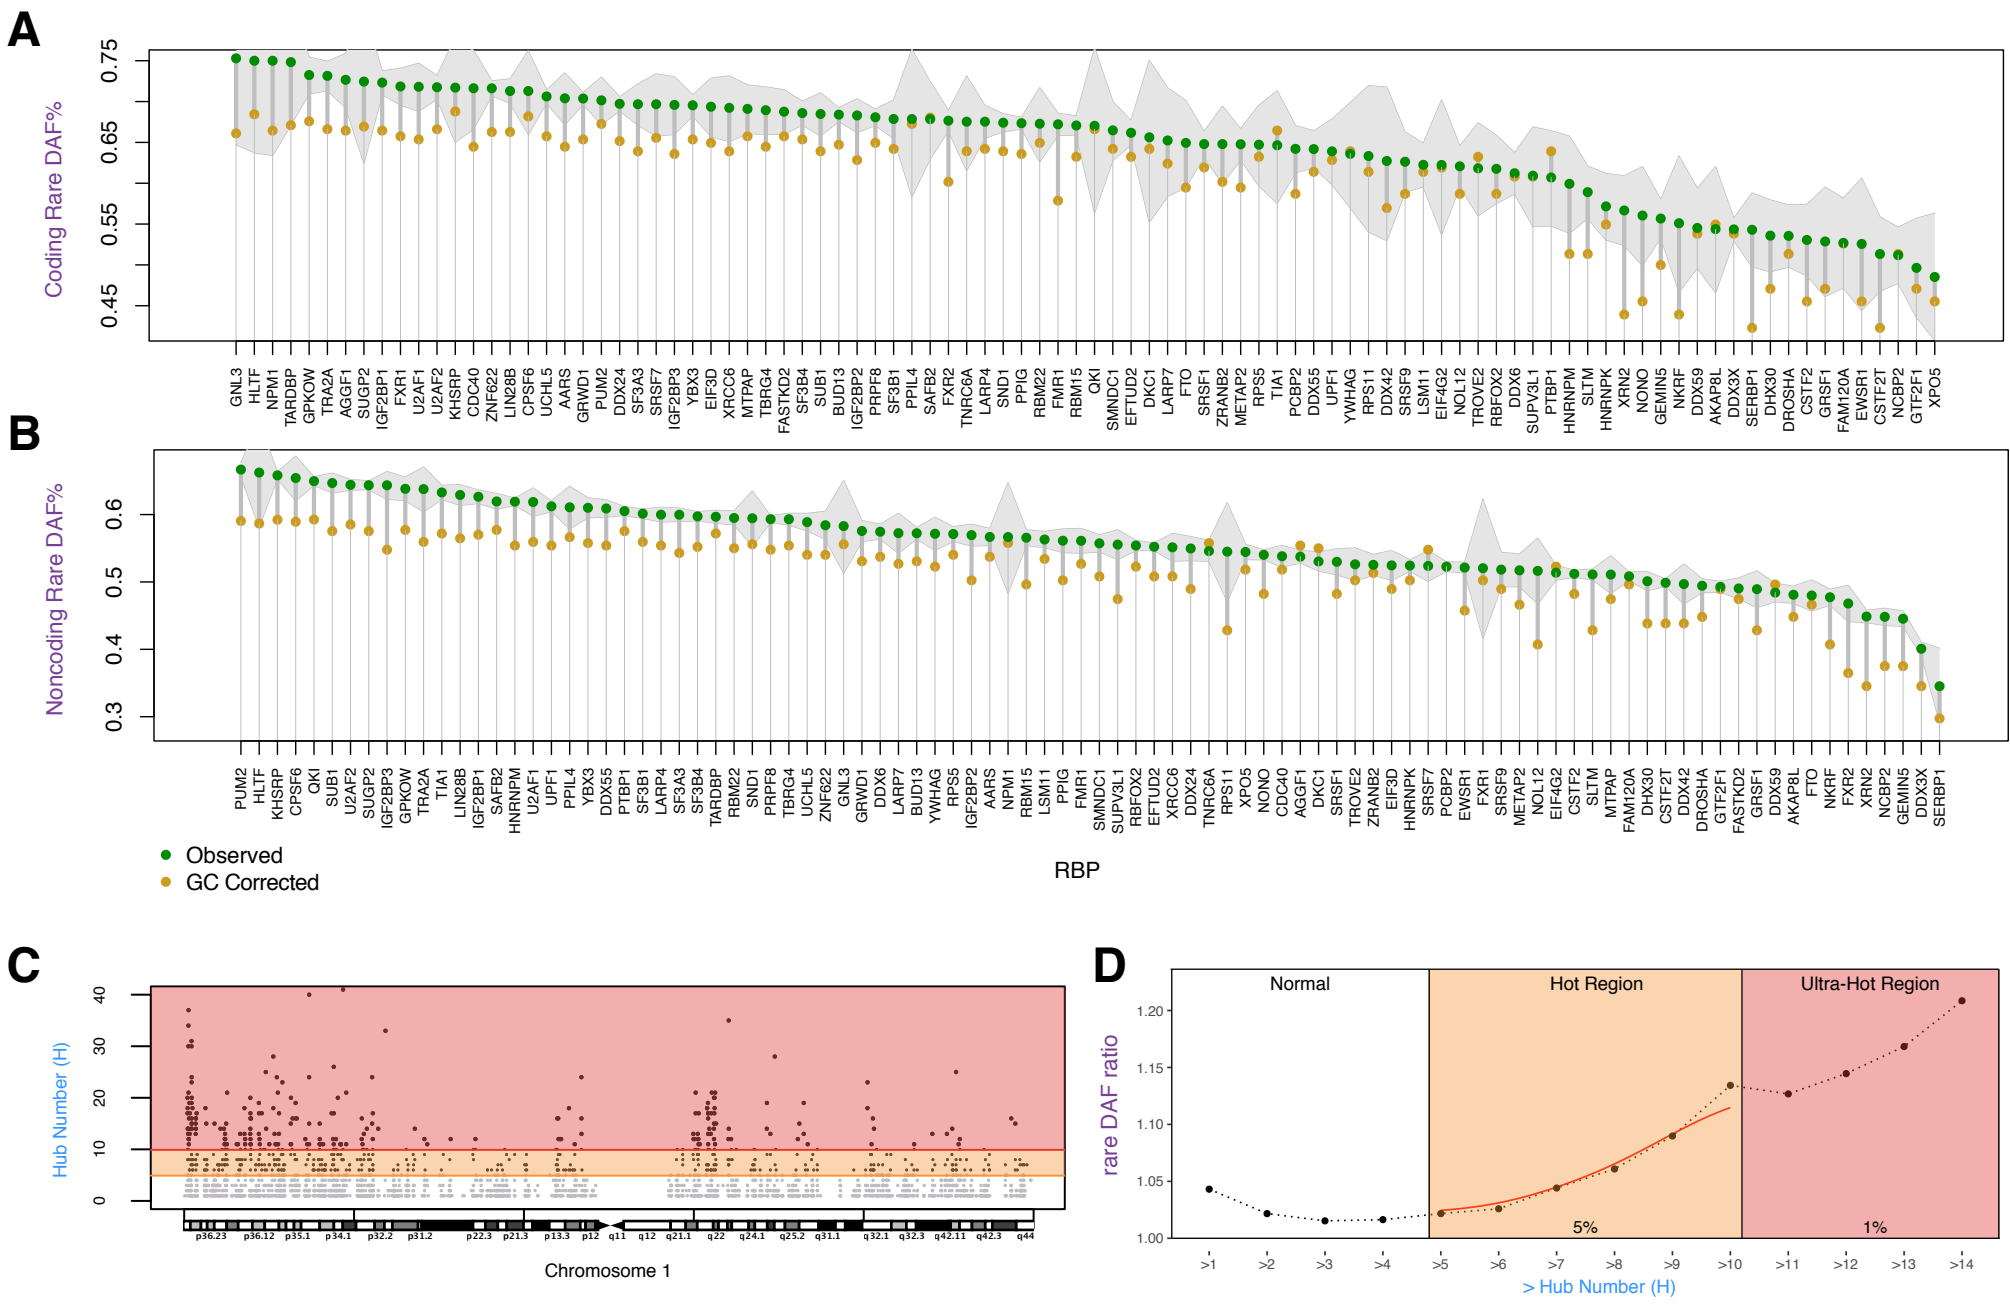 A
Coding Rare DAF%
0.75
0.65
0.55
0.45
GNL3 HLTF NPM1 TARDBP GPKOW TRA2A AGGF1 SUGP2 IGF2BP1 FXR1 U2AF1 U2AF2 KHSRP CDC40 ZNF622 LIN28B CPSF6 UCHL5 AARS GRWD1 PUM2 DDX24 SF3A3 SRSF7 IGF2BP3 YBX3 EIF3D XRCC6 MTPAP TBRG4 FASTKD2 SF3B4 SUB1 BUD13 IGF2BP2 PRPF8 SF3B1 PPIL4 SAFB2 FXR2 TNRC6A LARP4 SND1 PPIG RBM22 FMR1 RBM15 QKI SMNDC1 EFTUD2 DKC1 LARP7 FTO SRSF1 ZRANB2 METAP2 RPS5 TIA1 PCBP2 DDX55 UPF1 YWHAG RPS11 DDX42 SRSF9 LSM11 EIF4G2 NOL12 TROVE2 RBFOX2 DDX6 SUPV3L1 PTBP1 HNRNPM SLTM HNRNPK XRN2 NONO GEMIN5 NKRF DDX59 AKAP8L DDX3X SERBP1 DHX30 DROSHA CSTF2 GRSF1 FAM120A EWSR1 CSTF2T NCBP2 GTF2F1 XPO5
B
Noncoding Rare DAF%
0.6
0.5
0.4
0.3
PUM2 HLTF KHSRP CPSF6 QKI SUB1 U2AF2 SUGP2 IGF2BP3 GPKOW TRA2A TIA1 LIN28B IGF2BP1 SAFB2 HNRNPM U2AF1 UPF1 PPIL4 YBX3 DDX55 PTBP1 SF3B1 LARP4 SF3A3 SF3B4 TARDBP RBM22 SND1 PRPF8 TBRG4 UCHL5 ZNF622 GNL3 GRWD1 DDX6 LARP7 BUD13 YWHAG RPS5 IGF2BP2 AARS NPM1 RBM15 LSM11 PPIG FMR1 SMNDC1 SUPV3L1 RBFOX2 EFTUD2 XRCC6 DDX24 TNRC6A RPS11 XPO5 NONO CDC40 AGGF1 DKC1 SRSF1 TROVE2 ZRANB2 EIF3D HNRNPK SRSF7 PCBP2 EWSR1 FXR1 SRSF9 METAP2 NOL12 EIF4G2 CSTF2 SLTM MTPAP FAM120A DHX30 CSTF2T DDX42 DROSHA GTF2F1 FASTKD2 GRSF1 DDX59 AKAP8L FTO NKRF FXR2 XRN2 NCBP2 GEMIN5 DDX3X SERBP1
Observed
GC Corrected
RBP
C
Hub Number (H)
40
30
20
10
0
p36.23 p36.12 p35.1 p34.1 p32.2 p31.2 p22.3 p21.3 p13.3 p12 q11 q12 q21.1 q22 q24.1 q25.2 q31.1 q32.1 q32.3 q42.11 q42.3 q44
Chromosome 1
D
Normal Hot Region Ultra-Hot Region
rare DAF ratio
1.20
1.15
1.10
1.05
1.00
5% 1%
>1 >2 >3 >4 >5 >6 >7 >8 >9 >10 >11 >12 >13 >14
> Hub Number (H)